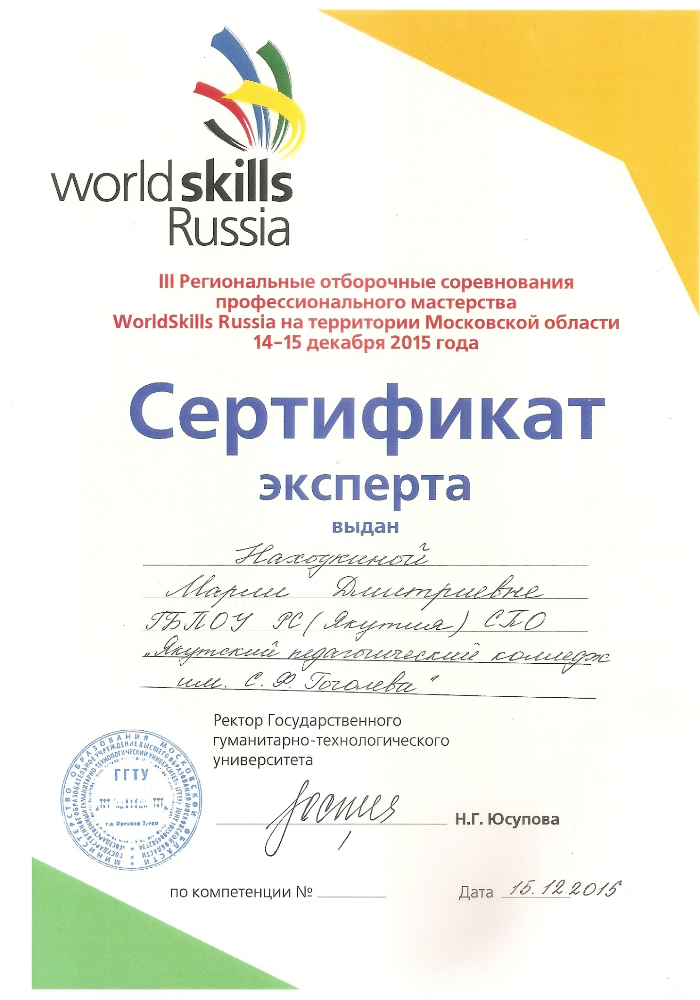 world skills
Russia
III Региональные отборочные соревнования
профессионального мастерства
WorldSkills Russia на территории Московской области
14–15 декабря 2015 года
Сертификат
эксперта
выдан
Находкиной
Марии Дмитриевне
ГБПОУ РС (Якутия) СПО
„Якутский педагогический колледж
им. С. Ф. Гоголева"
Ректор Государственного
гуманитарно-технологического
университета
Н.Г. Юсупова
МИНИСТЕРСТВО ОБРАЗОВАНИЯ МОСКОВСКОЙ ОБЛАСТИ
ГОСУДАРСТВЕННОЕ ОБРАЗОВАТЕЛЬНОЕ УЧРЕЖДЕНИЕ ВЫСШЕГО ОБРАЗОВАНИЯ МОСКОВСКОЙ ОБЛАСТИ
«ГОСУДАРСТВЕННЫЙ ГУМАНИТАРНО-ТЕХНОЛОГИЧЕСКИЙ УНИВЕРСИТЕТ» (ГГТУ)
ГГТУ
г.о. Орехово Зуево
по компетенции №
Дата 15.12.2015